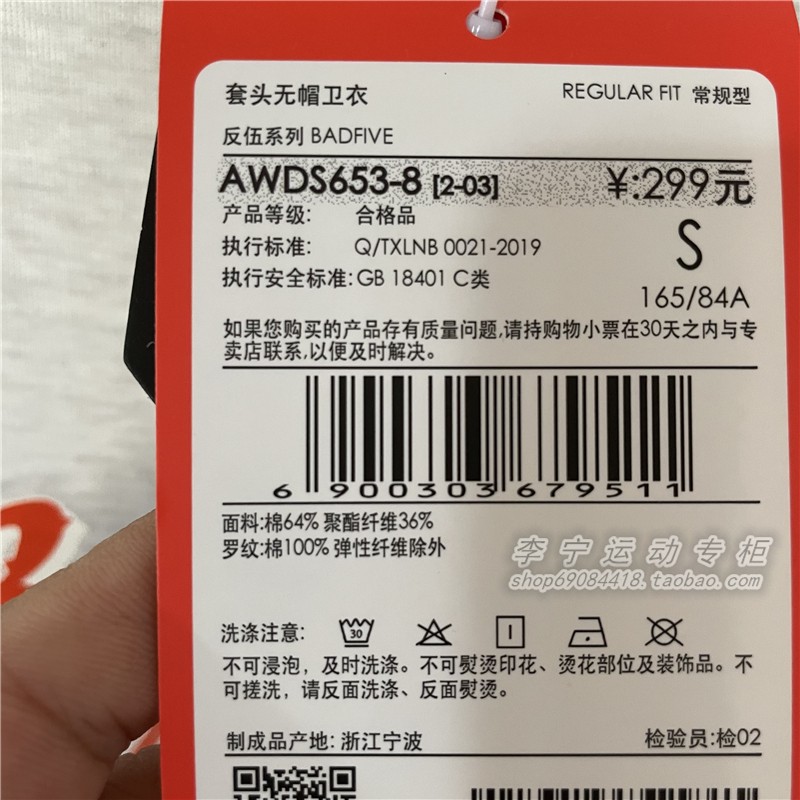 套头无帽卫衣 REGULAR FIT 常规型
反伍系列 BADFIVE
AWDS653-8 [2-03] ¥:299元
产品等级: 合格品
执行标准: Q/TXLNB 0021-2019 S
执行安全标准: GB 18401 C类 165/84A
如果您购买的产品存有质量问题,请持购物小票在30天之内与专
卖店联系,以便及时解决。
6 900303 679511
面料:棉64% 聚酯纤维36%
罗纹:棉100% 弹性纤维除外
李宁运动专柜
shop69084418.taobao.com
洗涤注意: 30
不可浸泡，及时洗涤。不可熨烫印花、烫花部位及装饰品。不
可搓洗，请反面洗涤、反面熨烫。
制成品产地: 浙江宁波 检验员:检02